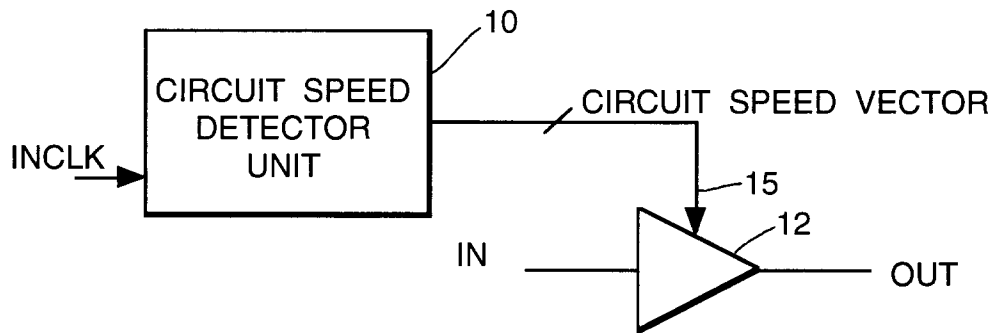 10
CIRCUIT SPEED
DETECTOR
UNIT
CIRCUIT SPEED VECTOR
INCLK
15
12
IN
OUT